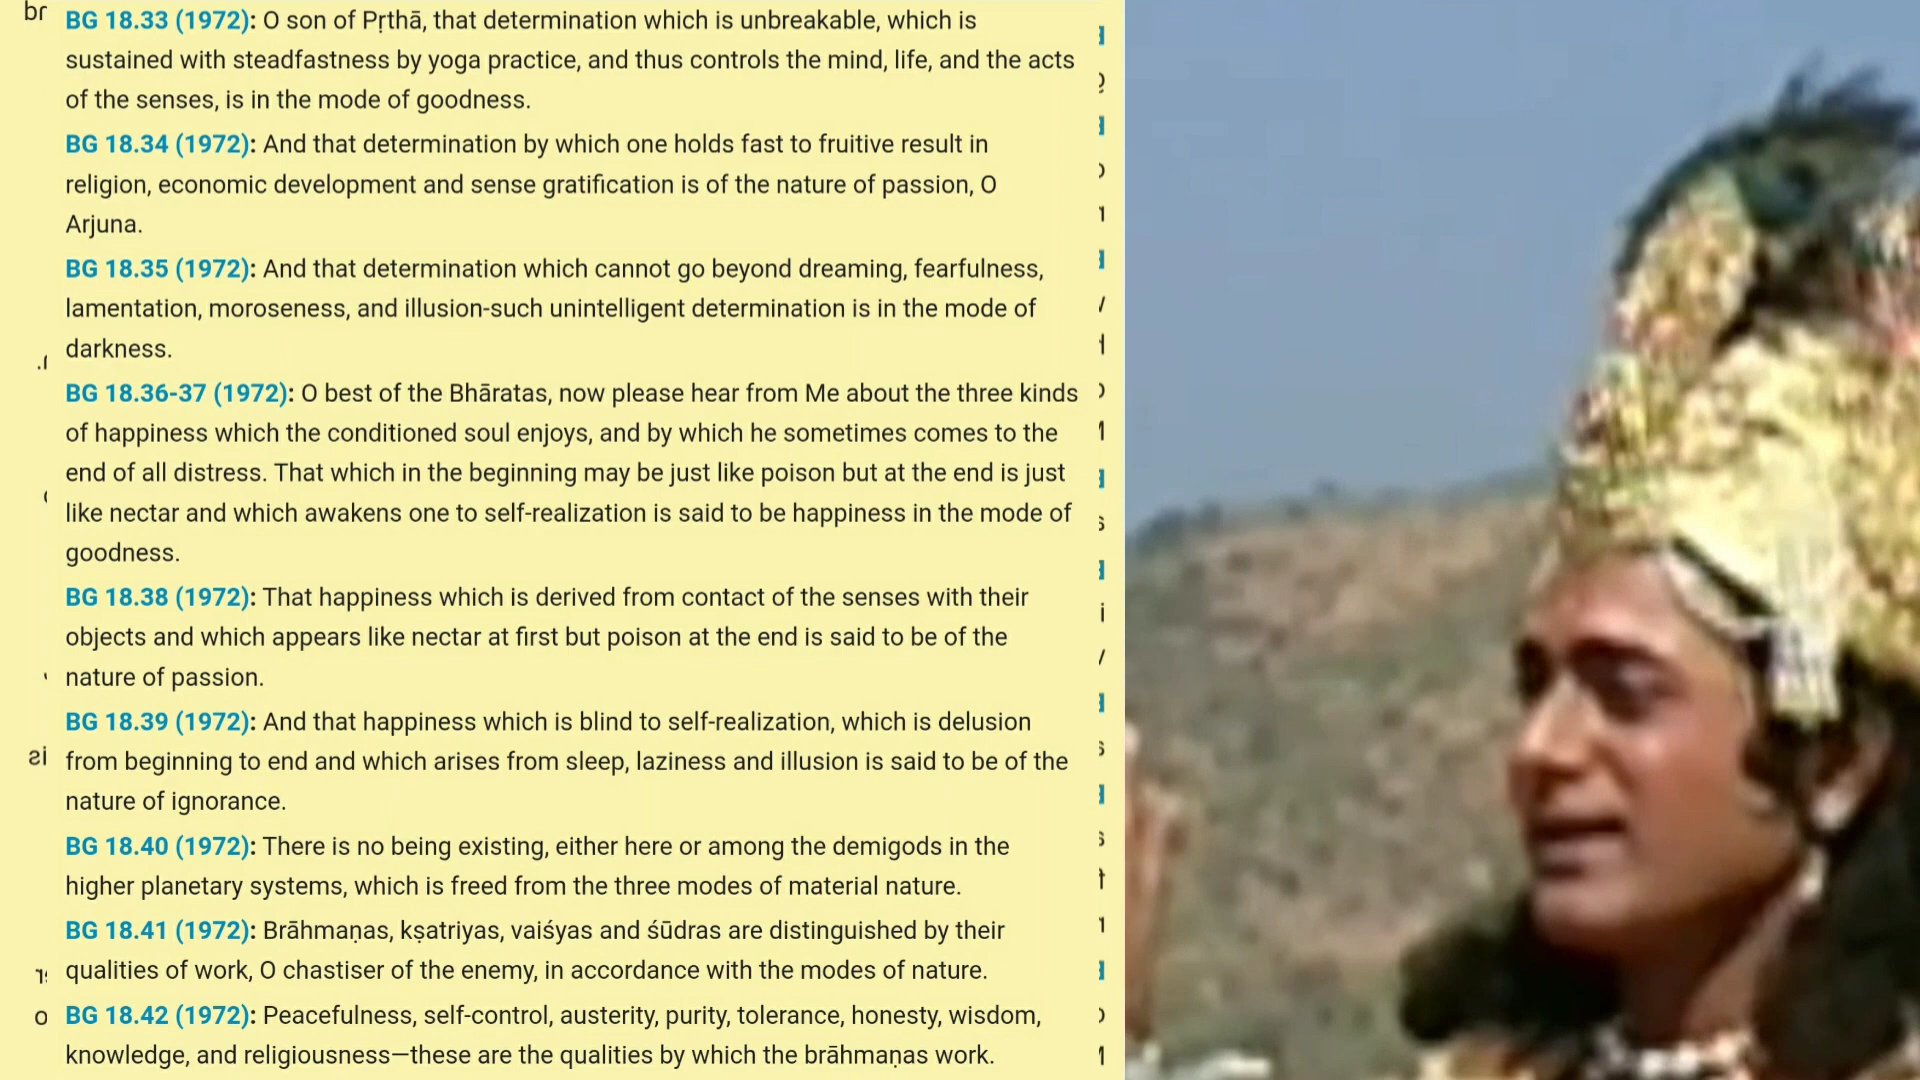 BG 18.33 (1972): O son of Pṛthā, that determination which is unbreakable, which is
sustained with steadfastness by yoga practice, and thus controls the mind, life, and the acts
of the senses, is in the mode of goodness.
BG 18.34 (1972): And that determination by which one holds fast to fruitive result in
religion, economic development and sense gratification is of the nature of passion, O
Arjuna.
BG 18.35 (1972): And that determination which cannot go beyond dreaming, fearfulness,
lamentation, moroseness, and illusion-such unintelligent determination is in the mode of
darkness.
BG 18.36-37 (1972): O best of the Bhāratas, now please hear from Me about the three kinds
of happiness which the conditioned soul enjoys, and by which he sometimes comes to the
end of all distress. That which in the beginning may be just like poison but at the end is just
like nectar and which awakens one to self-realization is said to be happiness in the mode of
goodness.
BG 18.38 (1972): That happiness which is derived from contact of the senses with their
objects and which appears like nectar at first but poison at the end is said to be of the
nature of passion.
BG 18.39 (1972): And that happiness which is blind to self-realization, which is delusion
from beginning to end and which arises from sleep, laziness and illusion is said to be of the
nature of ignorance.
BG 18.40 (1972): There is no being existing, either here or among the demigods in the
higher planetary systems, which is freed from the three modes of material nature.
BG 18.41 (1972): Brāhmaṇas, kṣatriyas, vaiśyas and śūdras are distinguished by their
qualities of work, O chastiser of the enemy, in accordance with the modes of nature.
BG 18.42 (1972): Peacefulness, self-control, austerity, purity, tolerance, honesty, wisdom,
knowledge, and religiousness—these are the qualities by which the brāhmaṇas work.